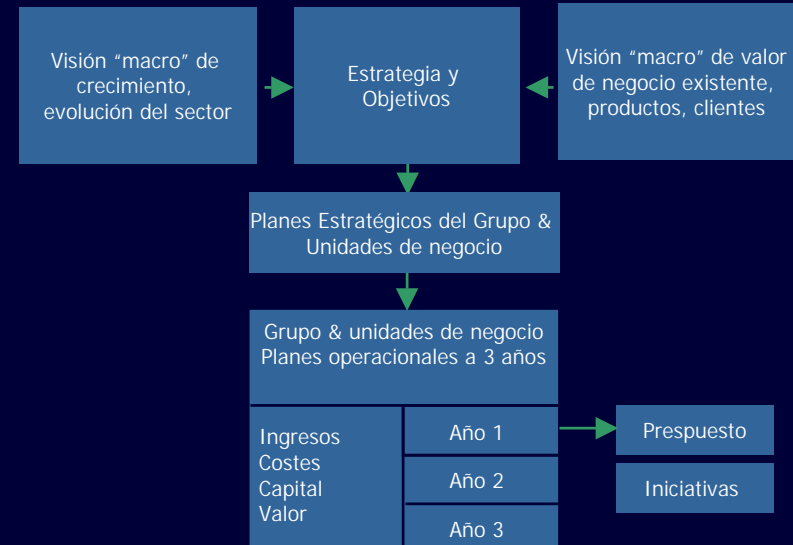 Visión "macro" de
crecimiento,
evolución del sector
Estrategia y
Objetivos
Visión "macro" de valor
de negocio existente,
productos, clientes
Planes Estratégicos del Grupo &
Unidades de negocio
Grupo & unidades de negocio
Planes operacionales a 3 años
Ingresos
Costes
Capital
Valor
Año 1
Año 2
Año 3
Prespuesto
Iniciativas